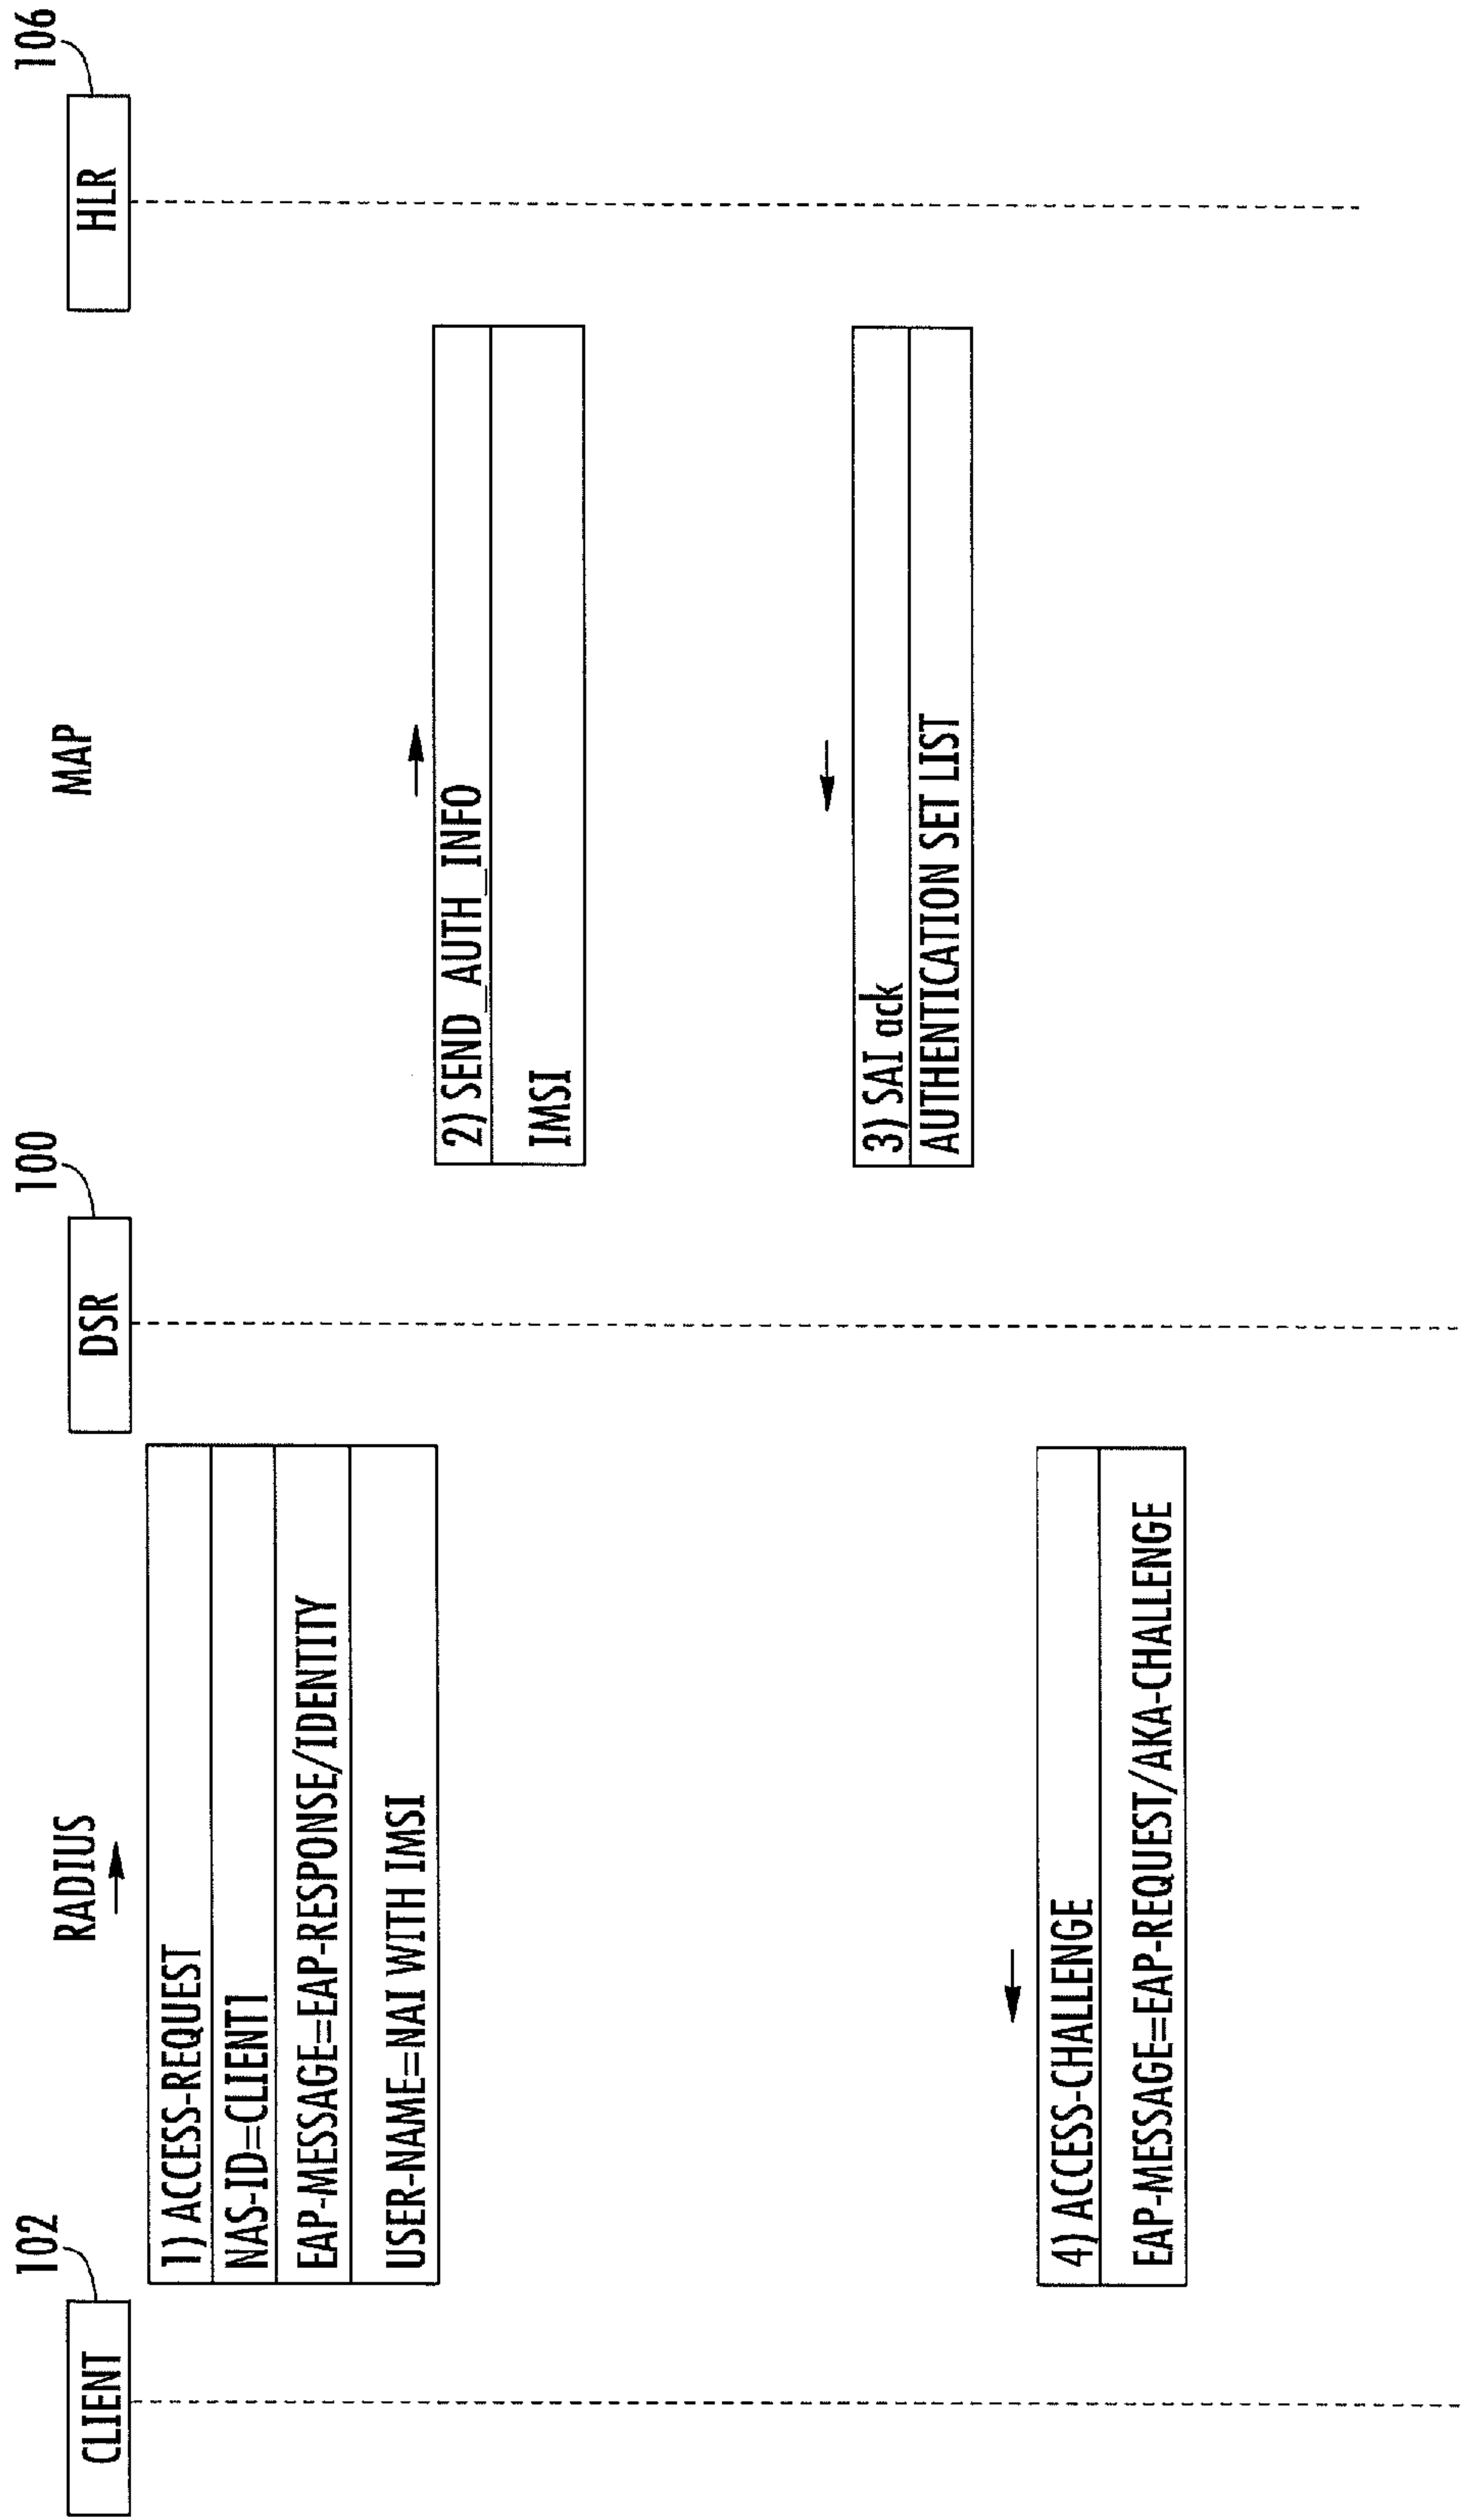 102
100
106
CLIENT
DSR
HLR
RADIUS
MAP
1) ACCESS-REQUEST
NAS-ID=CLIENT1
EAP-MESSAGE=EAP-RESPONSE/IDENTITY
USER-NAME=NAI WITH IMSI
2) SEND_AUTH_INFO
IMSI
3) SAI ack
AUTHENTICATION SET LIST
4) ACCESS-CHALLENGE
EAP-MESSAGE=EAP-REQUEST/AKA-CHALLENGE